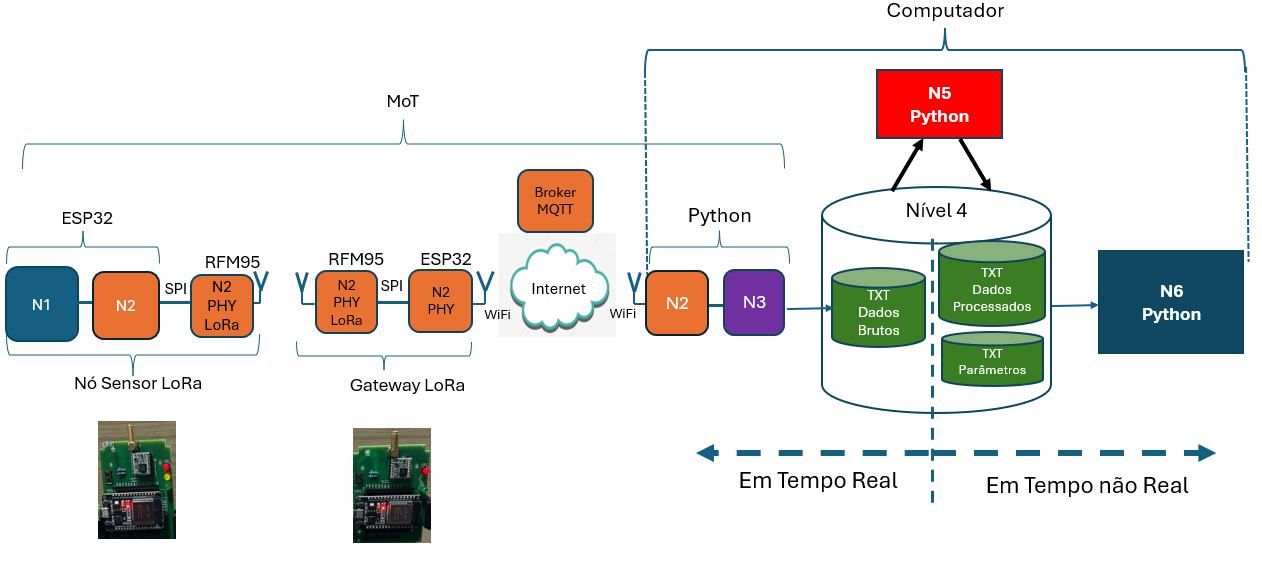 Computador
N5
Python
MoT
Broker
MQTT
Nível 4
ESP32
Python
RFM95
RFM95
ESP32
N1
N2
SPI
N2
PHY
LoRa
N2
PHY
LoRa
SPI
N2
PHY
WiFi
Internet
WiFi
N2
N3
TXT
Dados
Brutos
TXT
Dados
Processados
TXT
Parâmetros
N6
Python
Nó Sensor LoRa
Gateway LoRa
Em Tempo Real
Em Tempo não Real